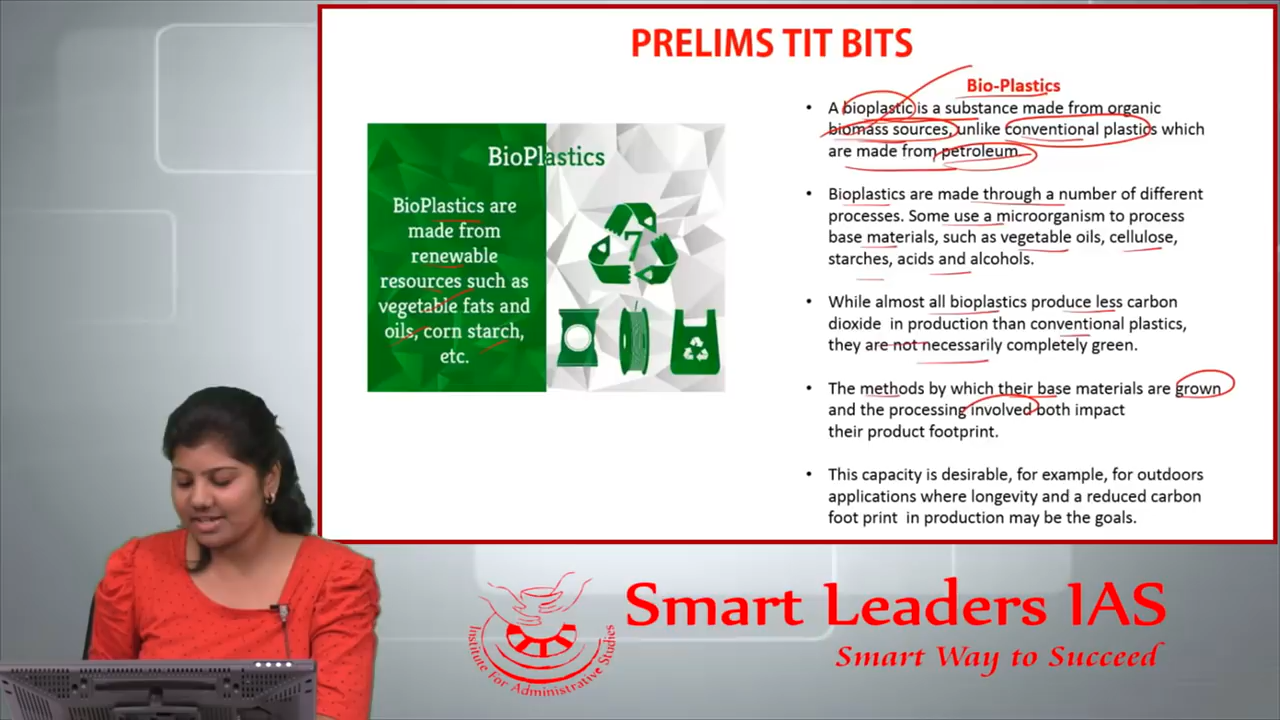 PRELIMS TIT BITS
BioPlastics
BioPlastics are
made from
renewable
resources such as
vegetable fats and
oils, corn starch,
etc.
7
Bio-Plastics
• A bioplastic is a substance made from organic
biomass sources, unlike conventional plastics which
are made from petroleum.
• Bioplastics are made through a number of different
processes. Some use a microorganism to process
base materials, such as vegetable oils, cellulose,
starches, acids and alcohols.
• While almost all bioplastics produce less carbon
dioxide in production than conventional plastics,
they are not necessarily completely green.
• The methods by which their base materials are grown
and the processing involved both impact
their product footprint.
• This capacity is desirable, for example, for outdoors
applications where longevity and a reduced carbon
foot print in production may be the goals.
Institute For Administrative Studies
Smart Leaders IAS
Smart Way to Succeed